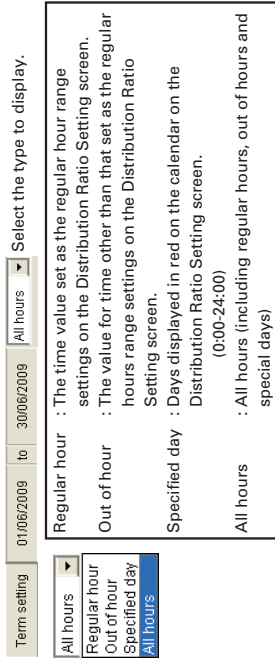 Term setting 01/06/2009 to 30/06/2009 All hours Select the type to display.
All hours
Regular hour
Out of hour
Specified day
All hours
Regular hour : The time value set as the regular hour range
settings on the Distribution Ratio Setting screen.
Out of hour : The value for time other than that set as the regular
hours range settings on the Distribution Ratio
Setting screen.
Specified day : Days displayed in red on the calendar on the
Distribution Ratio Setting screen.
(0:00-24:00)
All hours : All hours (including regular hours, out of hours and
special days)